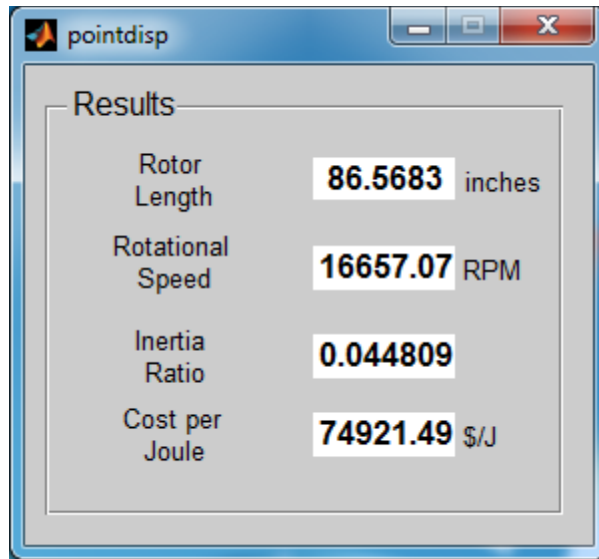 pointdisp
Results
Rotor
Length
86.5683 inches
Rotational
Speed
16657.07 RPM
Inertia
Ratio
0.044809
Cost per
Joule
74921.49 $/J